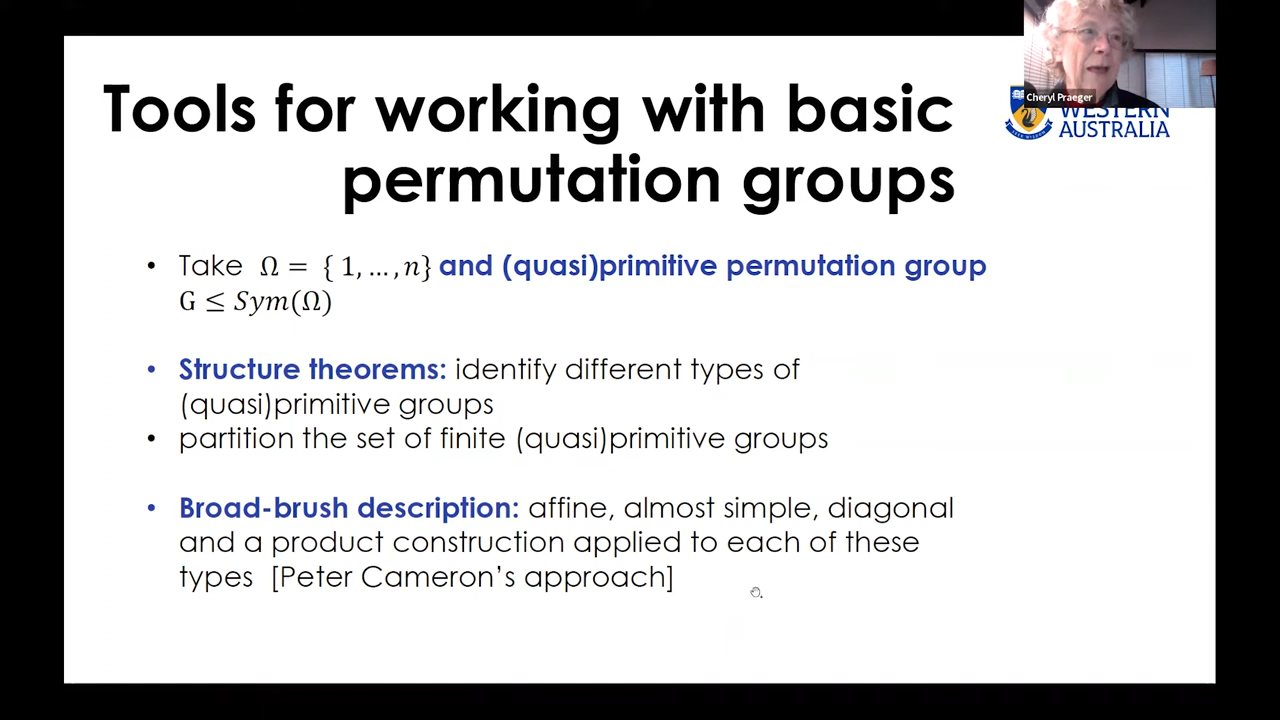 Tools for working with basic
permutation groups
Cheryl Praeger
WESTERN
AUSTRALIA
• Take Ω = { 1, … , n} and (quasi)primitive permutation group
G ≤ Sym(Ω)
• Structure theorems: identify different types of
(quasi)primitive groups
• partition the set of finite (quasi)primitive groups
• Broad-brush description: affine, almost simple, diagonal
and a product construction applied to each of these
types [Peter Cameron’s approach]